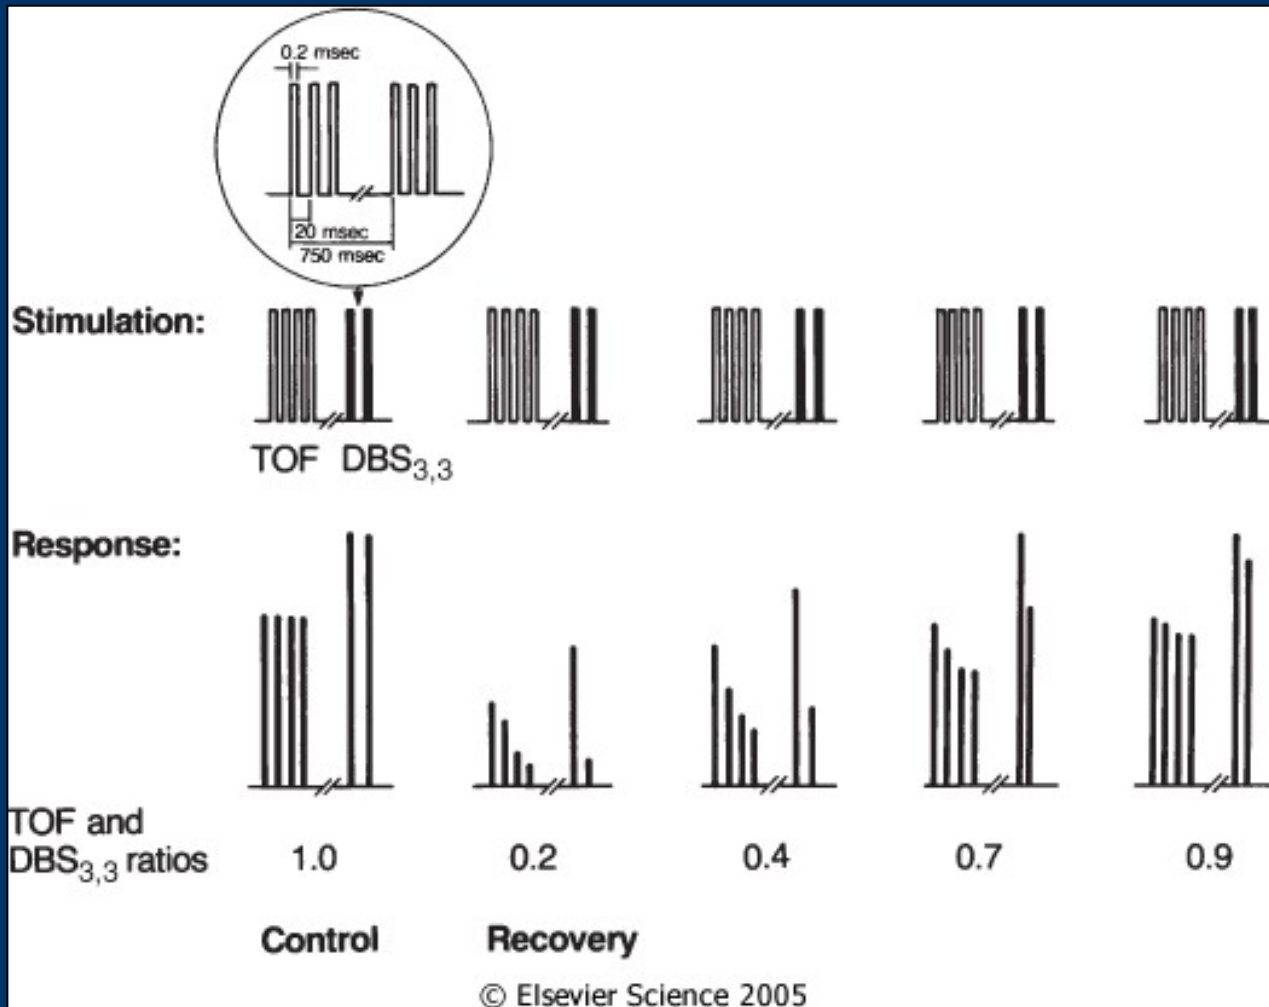 0.2 msec
20 msec
750 msec
Stimulation:
TOF DBS3,3
Response:
TOF and
DBS3,3 ratios 1.0 0.2 0.4 0.7 0.9
Control Recovery
© Elsevier Science 2005